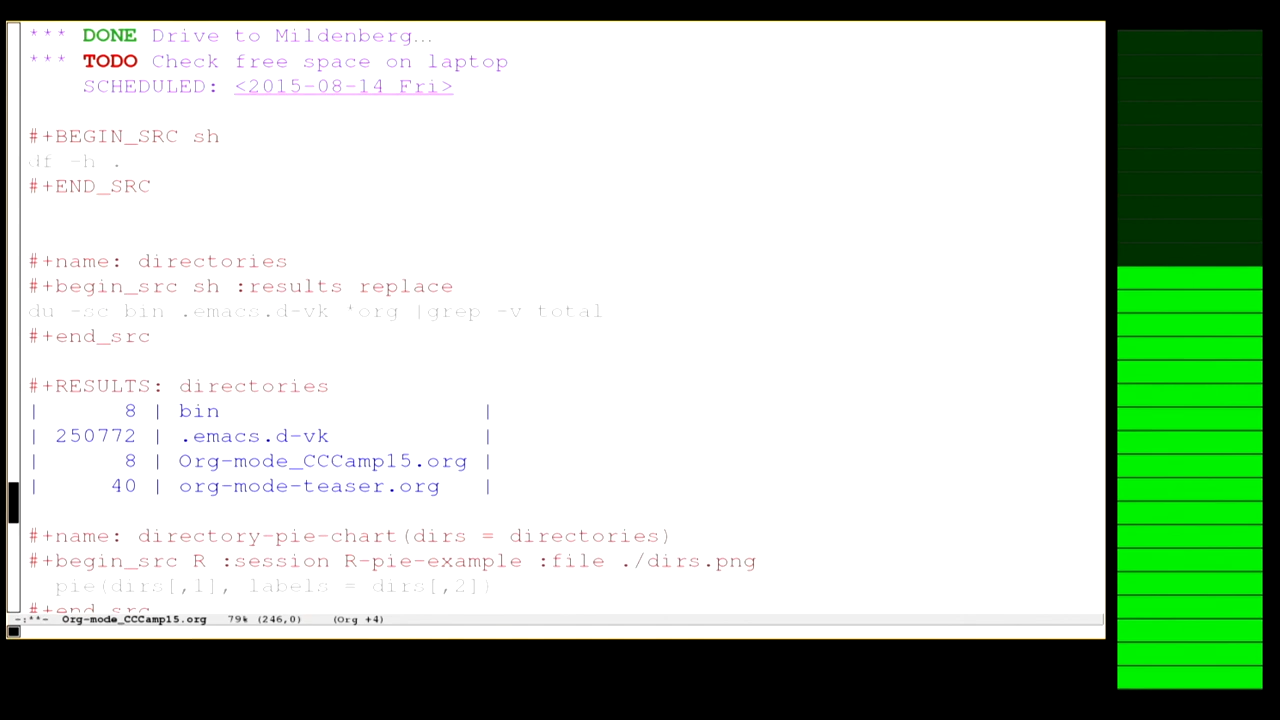 *** DONE Drive to Mildenberg…
*** TODO Check free space on laptop
SCHEDULED: <2015-08-14 Fri>
#+BEGIN_SRC sh
df -h .
#+END_SRC
#+name: directories
#+begin_src sh :results replace
du -sc bin .emacs.d-vk *org |grep -v total
#+end_src
#+RESULTS: directories
| 8 | bin |
| 250772 | .emacs.d-vk |
| 8 | Org-mode_CCCamp15.org |
| 40 | org-mode-teaser.org |
#+name: directory-pie-chart(dirs = directories)
#+begin_src R :session R-pie-example :file ./dirs.png
pie(dirs[,1], labels = dirs[,2])
#+end_src
-:**- Org-mode_CCCamp15.org 79% (246,0) (Org +4)